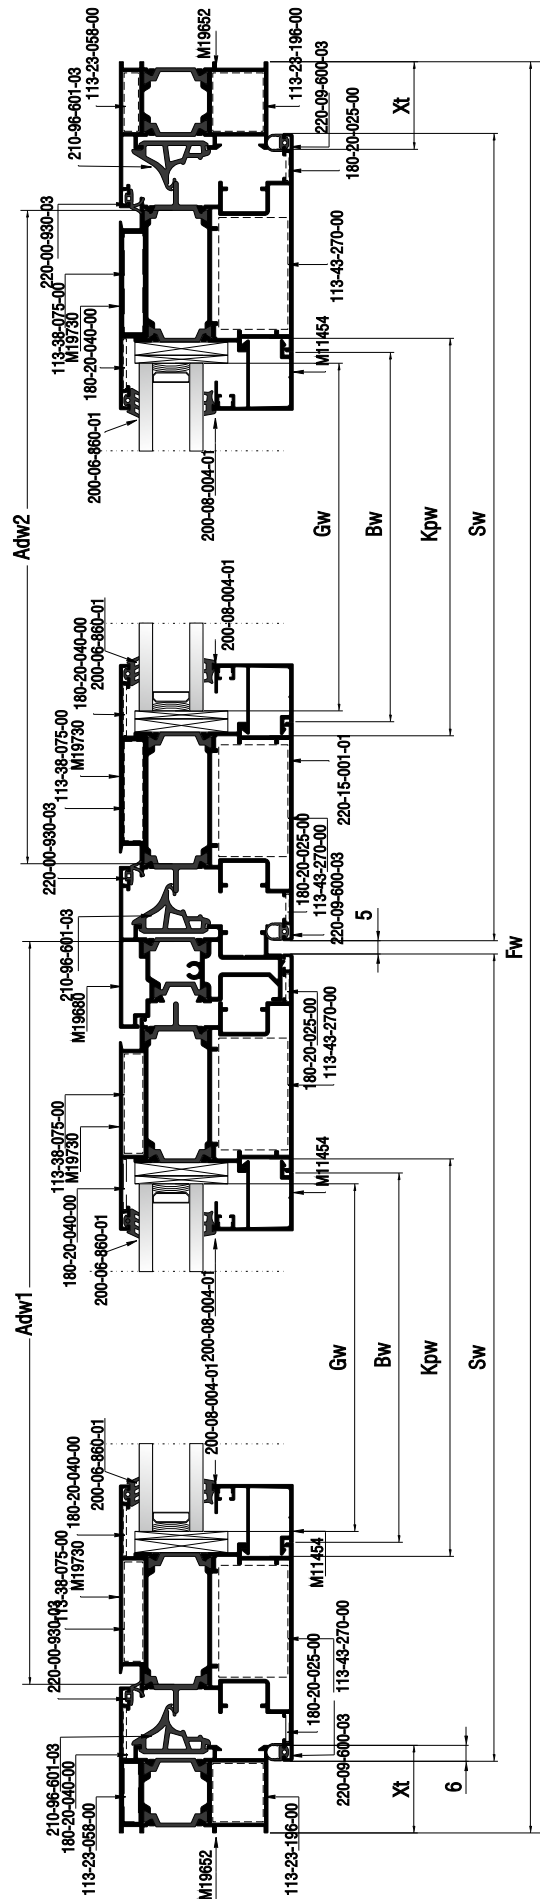 M19652
113-23-058-00
210-96-601-03
113-23-196-00
220-09-600-03
180-20-025-00
Xt
220-00-930-03
113-38-075-00
M19730
180-20-040-00
113-43-270-00
M11454
200-06-860-01
200-08-004-01
Adw2
Gw
Bw
Kpw
Sw
200-08-004-01
180-20-040-00
200-06-860-01
113-38-075-00
M19730
220-15-001-01
220-00-930-03
180-20-025-00
113-43-270-00
220-09-600-03
5
Fw
210-96-601-03
M19680
180-20-025-00
113-43-270-00
113-38-075-00
M19730
180-20-040-00
M11454
200-06-860-01
200-08-004-01
Adw1
Gw
Bw
Kpw
Sw
200-08-004-01
180-20-040-00
200-06-860-01
113-38-075-00
M19730
M11454
220-00-930-03
180-20-025-00
113-43-270-00
220-09-600-03
210-96-601-03
180-20-040-00
113-23-058-00
6
Xt
113-23-196-00
M19652